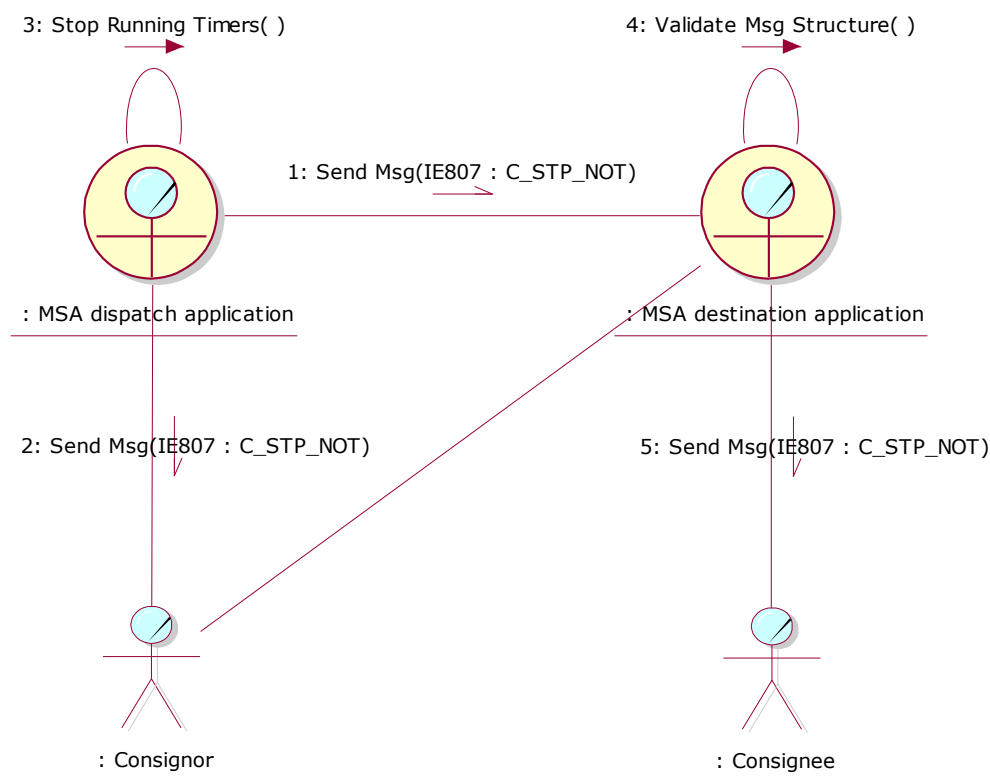 3: Stop Running Timers( )
4: Validate Msg Structure( )
1: Send Msg(IE807 : C_STP_NOT)
: MSA dispatch application
: MSA destination application
2: Send Msg(IE807 : C_STP_NOT)
5: Send Msg(IE807 : C_STP_NOT)
: Consignor
: Consignee